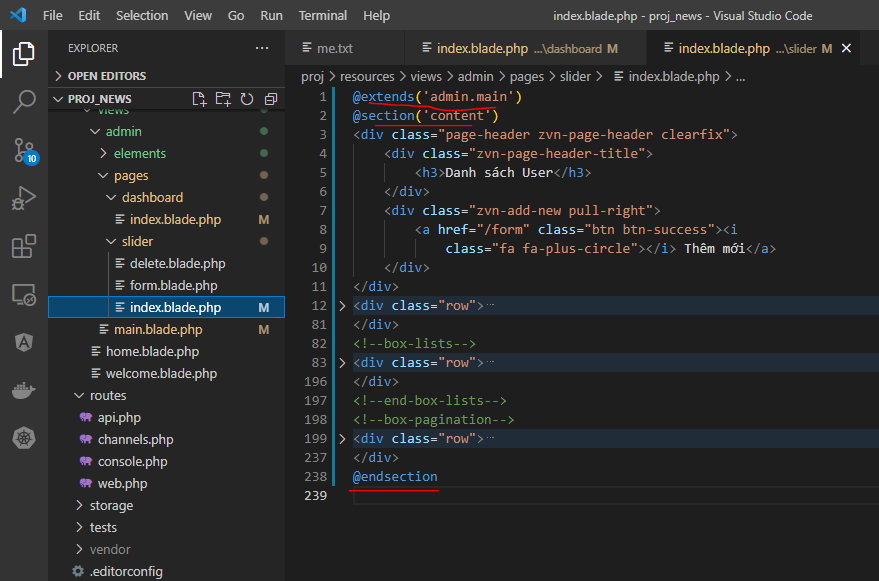 File Edit Selection View Go Run Terminal Help index.blade.php - proj_news - Visual Studio Code
EXPLORER ...
me.txt
index.blade.php ...\dashboard M
index.blade.php ...\slider M
OPEN EDITORS
PROJ_NEWS
views
admin
elements
pages
dashboard
index.blade.php M
slider
delete.blade.php
form.blade.php
index.blade.php M
main.blade.php M
home.blade.php
welcome.blade.php
routes
api.php
channels.php
console.php
web.php
storage
tests
vendor
.editorconfig
10
proj > resources > views > admin > pages > slider > index.blade.php > ...
1 @extends('admin.main')
2 @section('content')
3 <div class="page-header zvn-page-header clearfix">
4 <div class="zvn-page-header-title">
5 <h3>Danh sách User</h3>
6 </div>
7 <div class="zvn-add-new pull-right">
8 <a href="/form" class="btn btn-success"><i
9 class="fa fa-plus-circle"></i> Thêm mới</a>
10 </div>
11 </div>
12 <div class="row">...
81 </div>
82 <!--box-lists-->
83 <div class="row">...
196 </div>
197 <!--end-box-lists-->
198 <!--box-pagination-->
199 <div class="row">...
237 </div>
238 @endsection
239